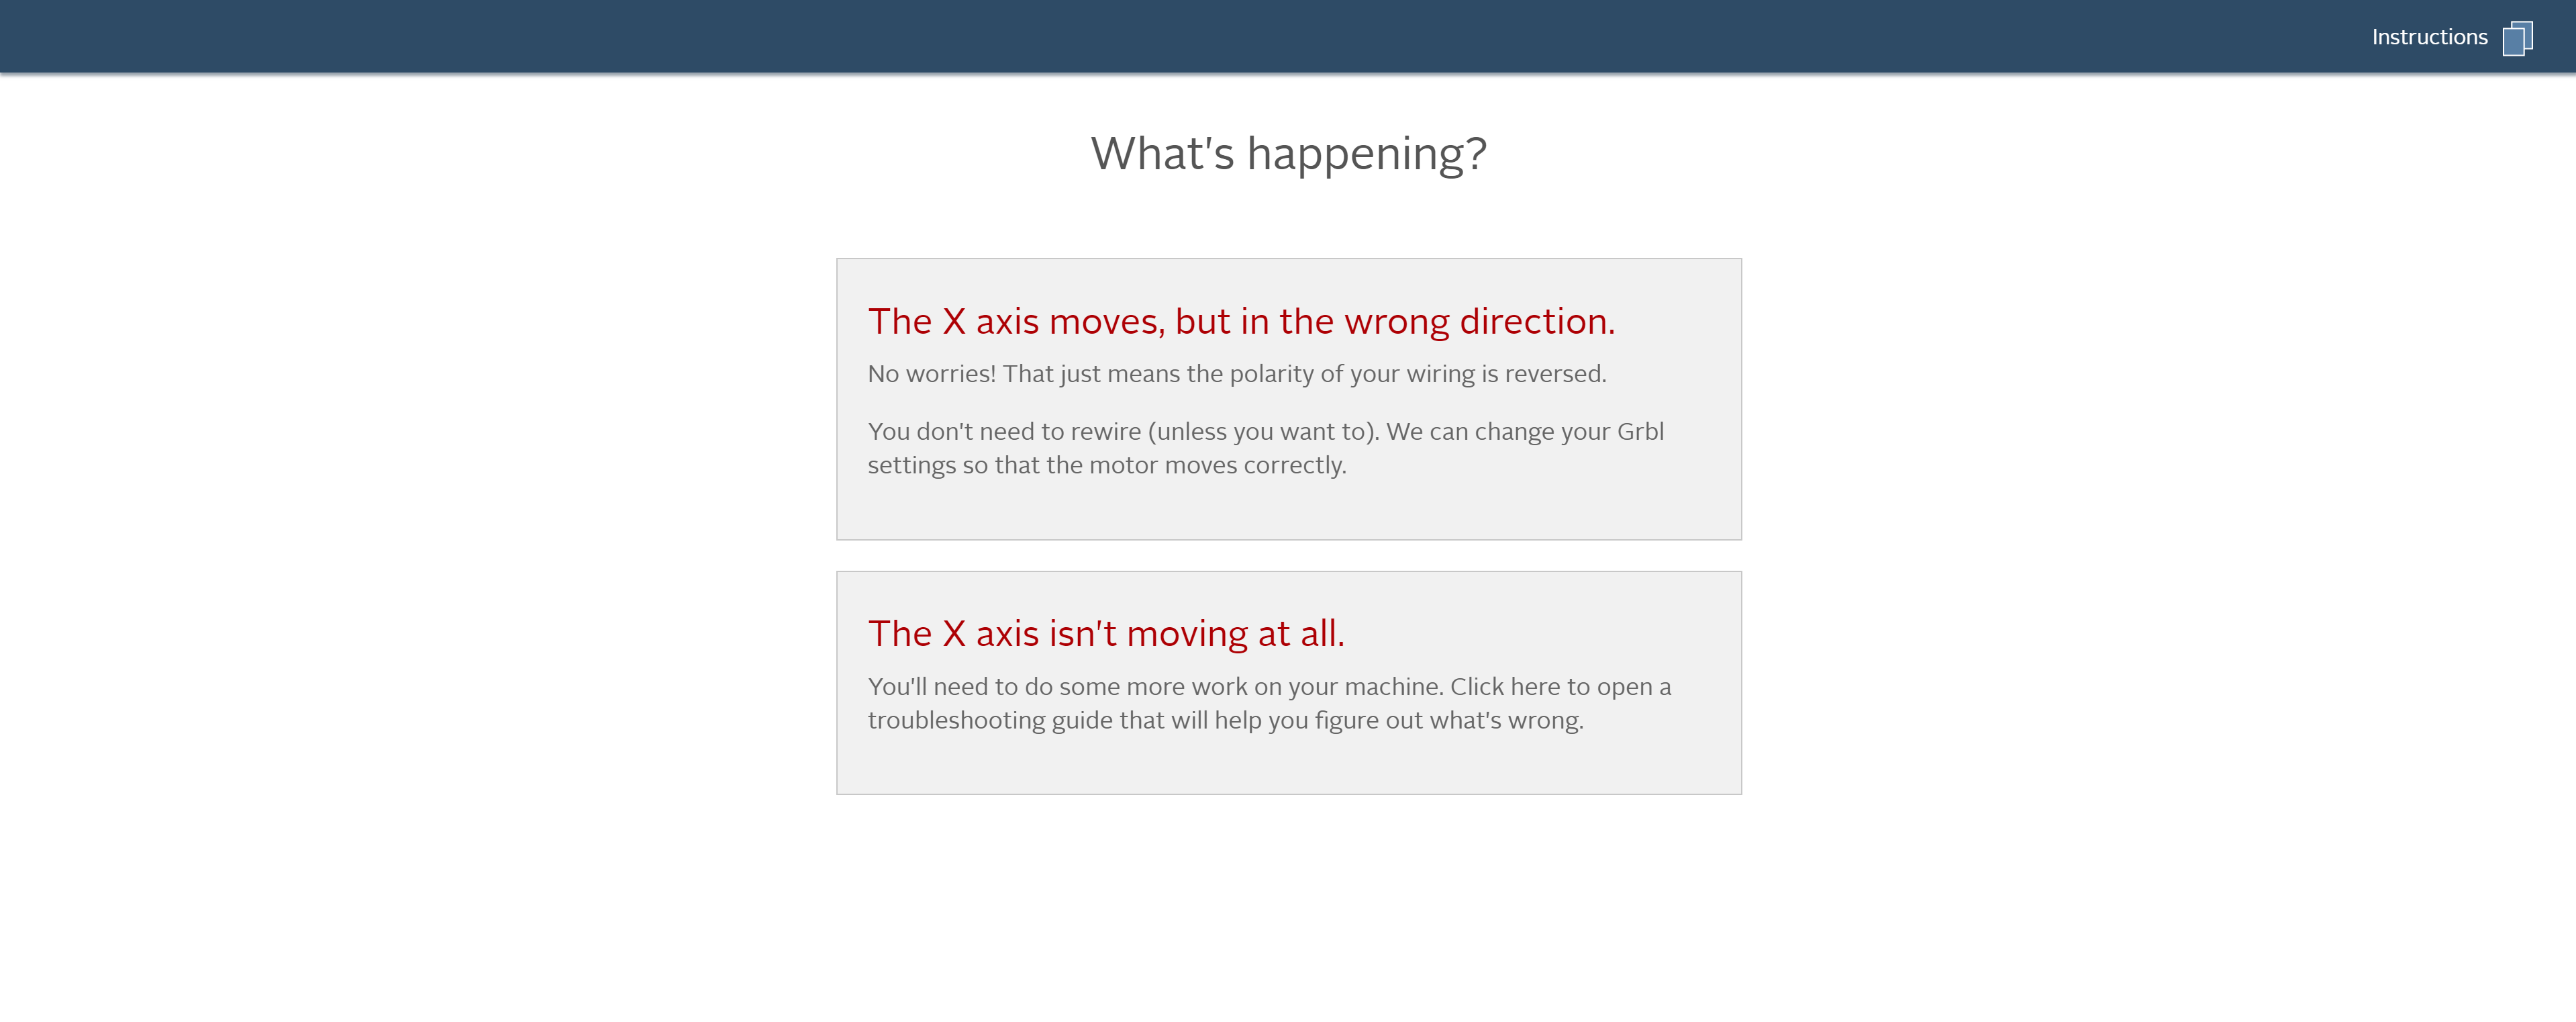 Instructions
What's happening?
The X axis moves, but in the wrong direction.
No worries! That just means the polarity of your wiring is reversed.
You don't need to rewire (unless you want to). We can change your Grbl
settings so that the motor moves correctly.
The X axis isn't moving at all.
You'll need to do some more work on your machine. Click here to open a
troubleshooting guide that will help you figure out what's wrong.